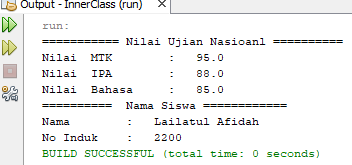 Output - InnerClass (run)
run:
=========== Nilai Ujian Nasioanl ==========
Nilai  MTK       :   95.0
Nilai  IPA       :   88.0
Nilai  Bahasa    :   85.0
==========  Nama Siswa ============
Nama        :   Lailatul Afidah
No Induk    :   2200
BUILD SUCCESSFUL (total time: 0 seconds)